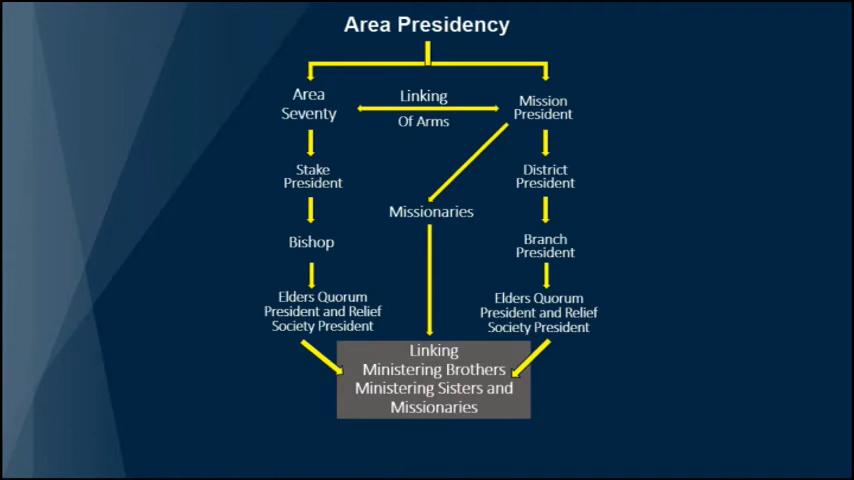 Area Presidency
Area
Seventy
Linking
Of Arms
Mission
President
Stake
President
District
President
Missionaries
Bishop
Branch
President
Elders Quorum
President and Relief
Society President
Elders Quorum
President and Relief
Society President
Linking
Ministering Brothers
Ministering Sisters and
Missionaries